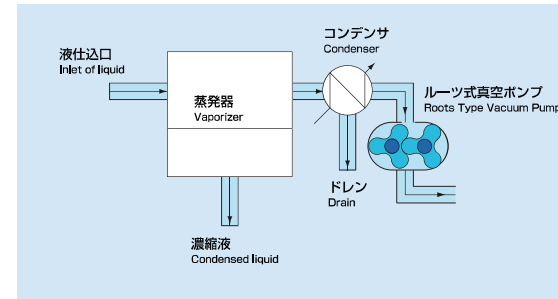 コンデンサ
Condenser
液仕込口
Inlet of liquid
ルーツ式真空ポンプ
Roots Type Vacuum Pump
蒸発器
Vaporizer
ドレン
Drain
濃縮液
Condensed liquid